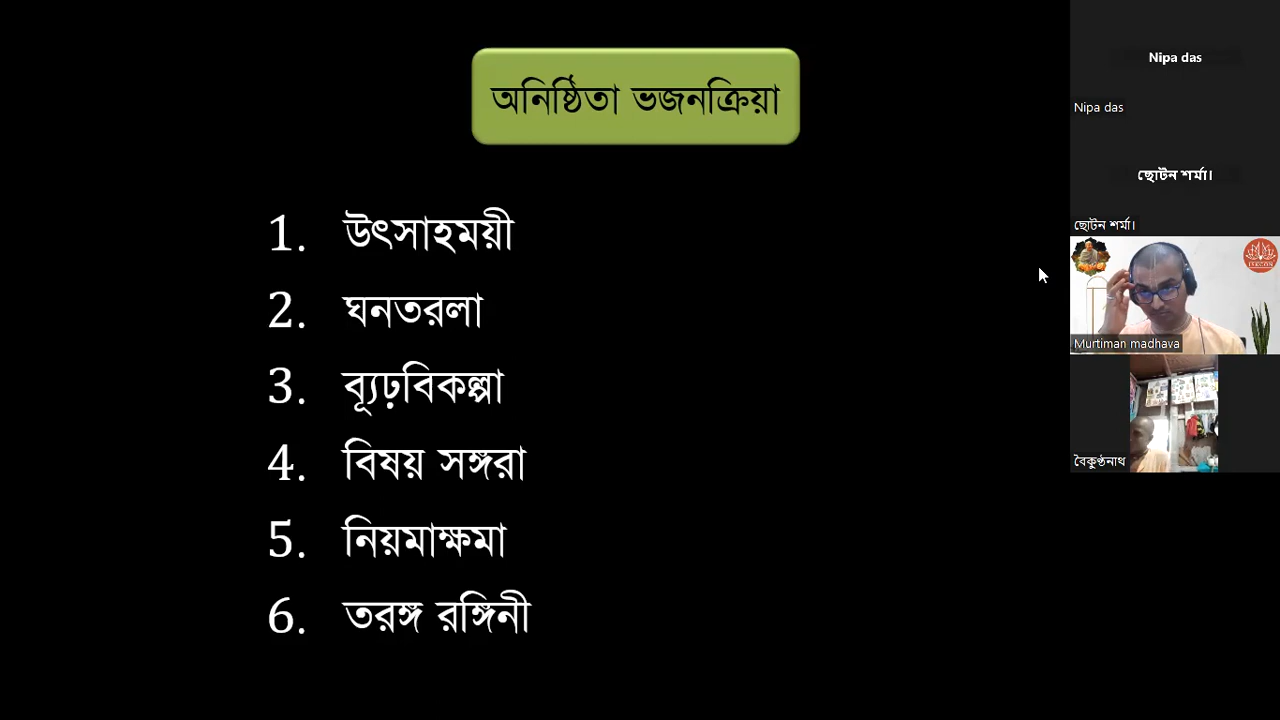 অনিষ্ঠিতা ভজনক্রিয়া
1. উৎসাহময়ী
2. ঘনতরলা
3. ব্যূঢ়বিকল্পা
4. বিষয় সঙ্গরা
5. নিয়মাক্ষমা
6. তরঙ্গ রঙ্গিনী
Nipa das
Nipa das
ছোটন শর্মা।
ছোটন শর্মা।
ISKCON
Murtiman madhava
বৈকুণ্ঠনাথ